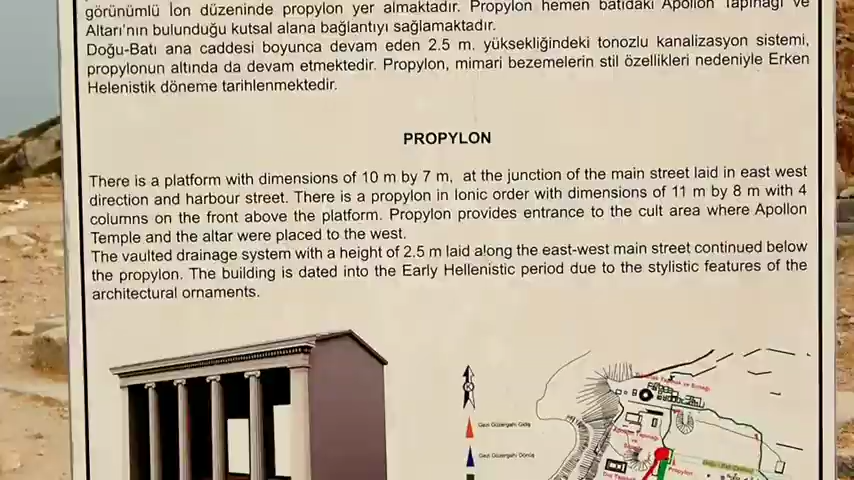 görünümlü İon düzeninde propylon yer almaktadır. Propylon hemen batıdaki Apollon Tapınağı ve
Altarı'nın bulunduğu kutsal alana bağlantıyı sağlamaktadır.
Doğu-Batı ana caddesi boyunca devam eden 2.5 m. yüksekliğindeki tonozlu kanalizasyon sistemi,
propylonun altında da devam etmektedir. Propylon, mimari bezemelerin stil özellikleri nedeniyle Erken
Helenistik döneme tarihlenmektedir.
PROPYLON
There is a platform with dimensions of 10 m by 7 m, at the junction of the main street laid in east west
direction and harbour street. There is a propylon in Ionic order with dimensions of 11 m by 8 m with 4
columns on the front above the platform. Propylon provides entrance to the cult area where Apollon
Temple and the altar were placed to the west.
The vaulted drainage system with a height of 2.5 m laid along the east-west main street continued below
the propylon. The building is dated into the Early Hellenistic period due to the stylistic features of the
architectural ornaments.
Gezi Güzergahı Gidiş
Gezi Güzergahı Dönüş
Propylon